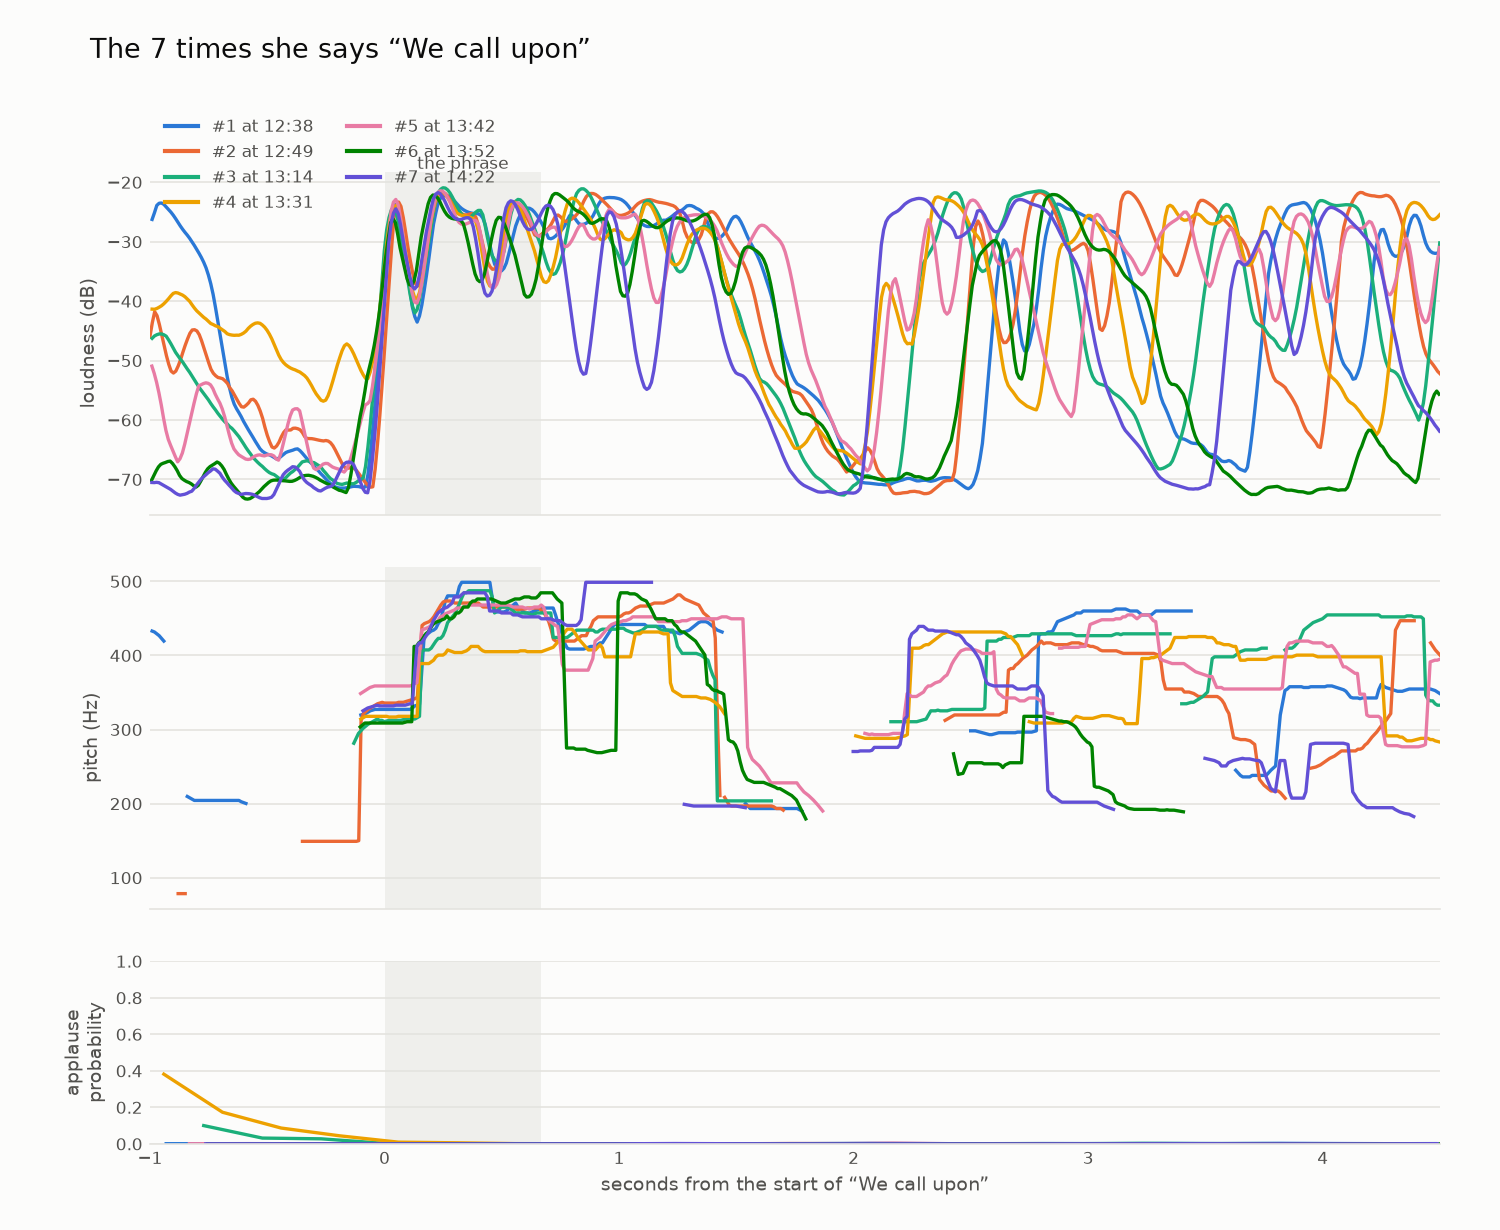 The 7 times she says “We call upon”
#1 at 12:38
#2 at 12:49
#3 at 13:14
#4 at 13:31
#5 at 13:42
#6 at 13:52
#7 at 14:22
the phrase
−20
−30
−40
−50
−60
−70
loudness (dB)
500
400
300
200
100
pitch (Hz)
1.0
0.8
0.6
0.4
0.2
0.0
applause
probability
−1
0
1
2
3
4
seconds from the start of “We call upon”